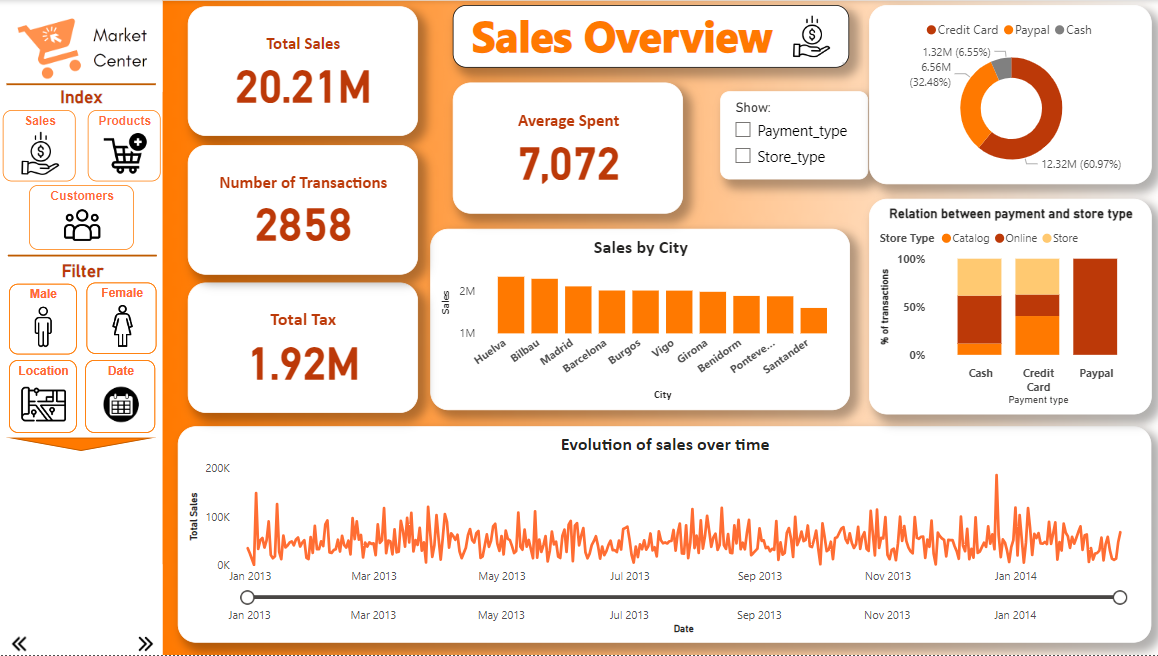 Market
Center
Index
Sales
Products
Customers
Filter
Male
Female
Location
Date
Total Sales
20.21M
Number of Transactions
2858
Total Tax
1.92M
Sales Overview
Average Spent
7,072
Show:
Payment_type
Store_type
Credit Card Paypal Cash
1.32M (6.55%)
6.56M
(32.48%)
12.32M (60.97%)
Sales by City
Sales
2M
1M
Huelva Bilbau Madrid Barcelona Burgos Vigo Girona Benidorm Ponteve... Santander
City
Relation between payment and store type
Store Type Catalog Online Store
% of transactions
100%
50%
0%
Cash Credit Card Paypal
Payment type
Evolution of sales over time
Total Sales
200K
100K
0K
Jan 2013 Mar 2013 May 2013 Jul 2013 Sep 2013 Nov 2013 Jan 2014
Jan 2013 Mar 2013 May 2013 Jul 2013 Sep 2013 Nov 2013 Jan 2014
Date